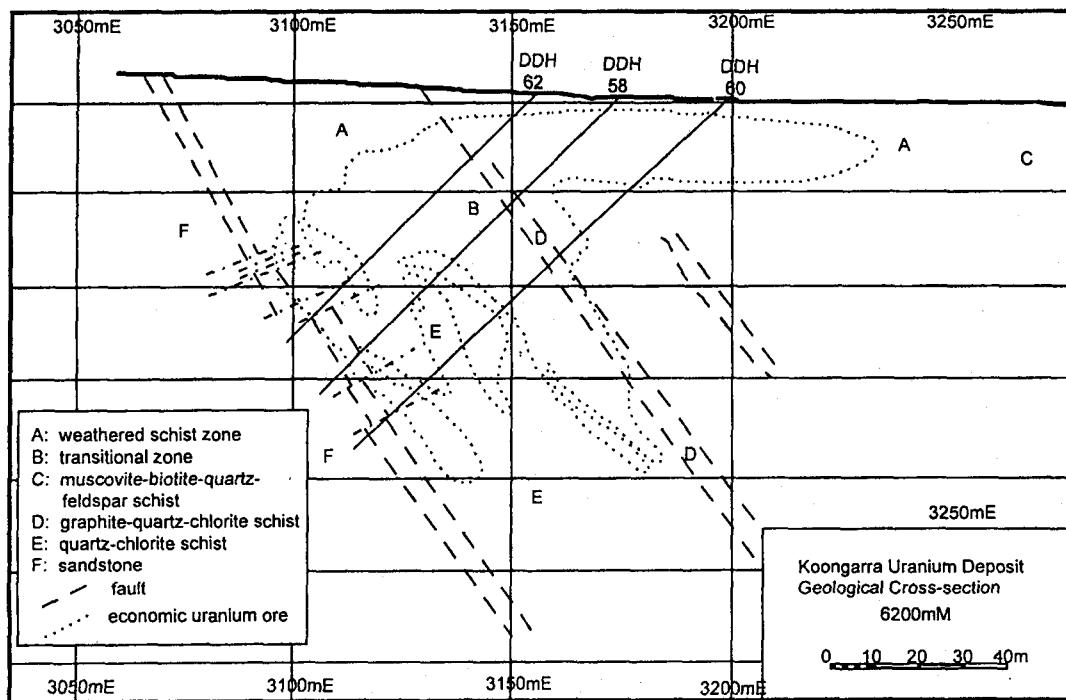 3050mE 3100mE 3150mE 3200mE 3250mE
DDH DDH DDH
62 58 60
A
A
C
B
F
D
E
F
D
E
A: weathered schist zone
B: transitional zone
C: muscovite-biotite-quartz-
feldspar schist
D: graphite-quartz-chlorite schist
E: quartz-chlorite schist
F: sandstone
fault
economic uranium ore
3250mE
Koongarra Uranium Deposit
Geological Cross-section
6200mM
0 10 20 30 40m
3050mE 3100mE 3150mE 3200mE